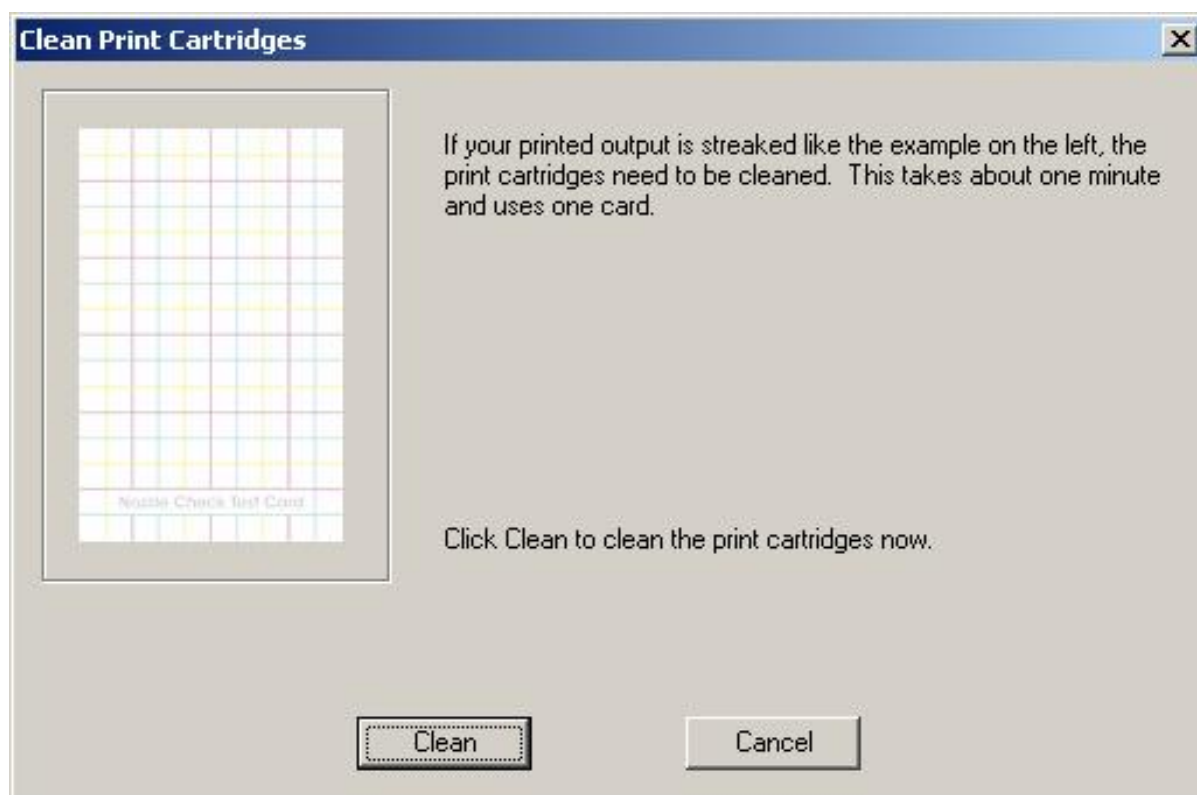 Clean Print Cartridges
If your printed output is streaked like the example on the left, the
print cartridges need to be cleaned.  This takes about one minute
and uses one card.
Nozzle Check Test Card
Click Clean to clean the print cartridges now.
Clean
Cancel